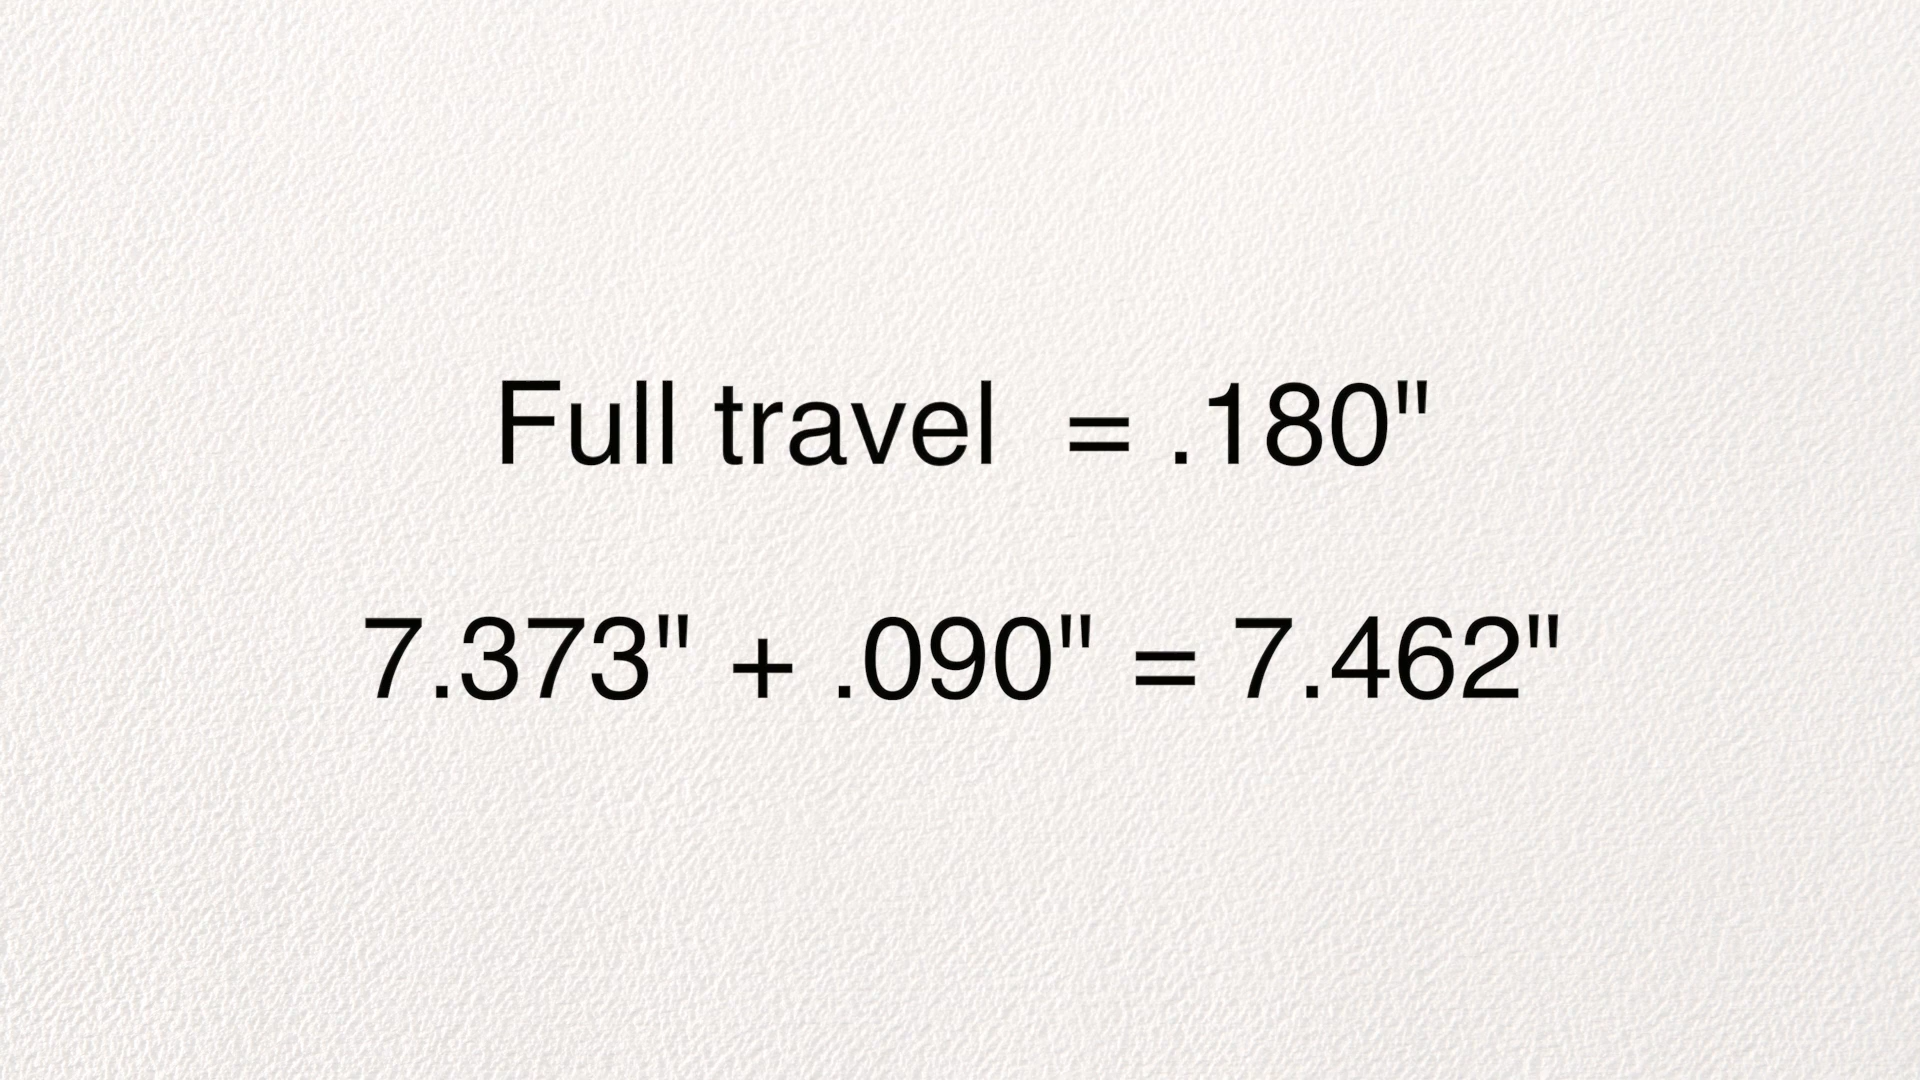 Full travel  = .180"
7.373" + .090" = 7.462"